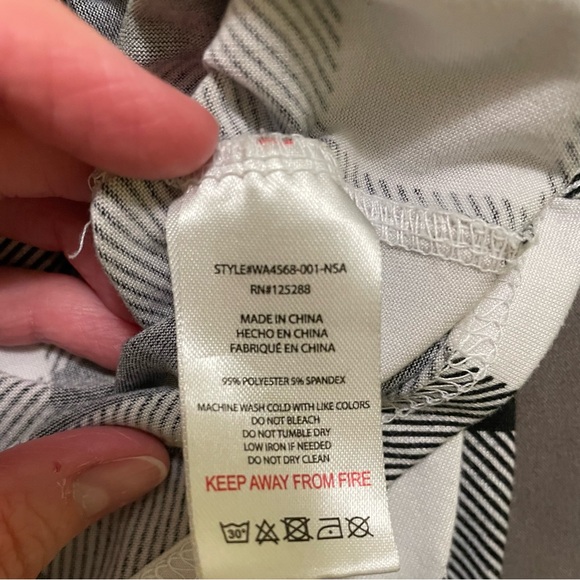 STYLE#WA4568-001-NSA
RN#125288
MADE IN CHINA
HECHO EN CHINA
FABRIQUÉ EN CHINA
95% POLYESTER 5% SPANDEX
MACHINE WASH COLD WITH LIKE COLORS
DO NOT BLEACH
DO NOT TUMBLE DRY
LOW IRON IF NEEDED
DO NOT DRY CLEAN
KEEP AWAY FROM FIRE
30°